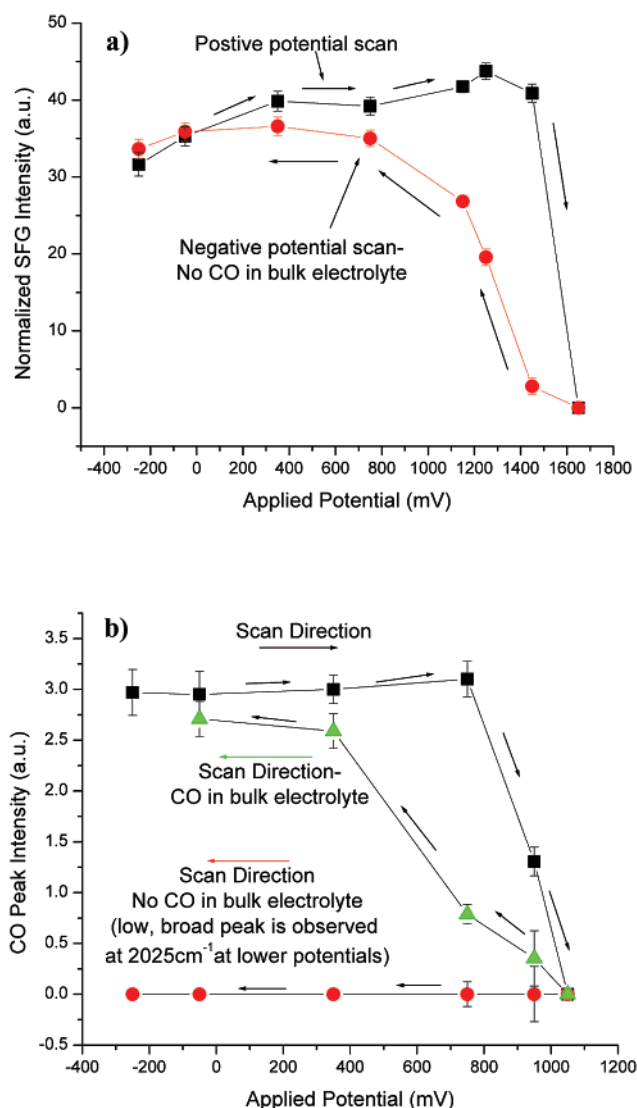 a)
Postive potential scan
Negative potential scan-
No CO in bulk electrolyte
Normalized SFG Intensity (a.u.)
50
40
30
20
10
0
-400 -200 0 200 400 600 800 1000 1200 1400 1600 1800
Applied Potential (mV)
b)
Scan Direction
Scan Direction-
CO in bulk electrolyte
Scan Direction
No CO in bulk electrolyte
(low, broad peak is observed
at 2025cm⁻¹ at lower potentials)
CO Peak Intensity (a.u.)
3.5
3.0
2.5
2.0
1.5
1.0
0.5
0.0
-0.5
-400 -200 0 200 400 600 800 1000 1200
Applied Potential (mV)